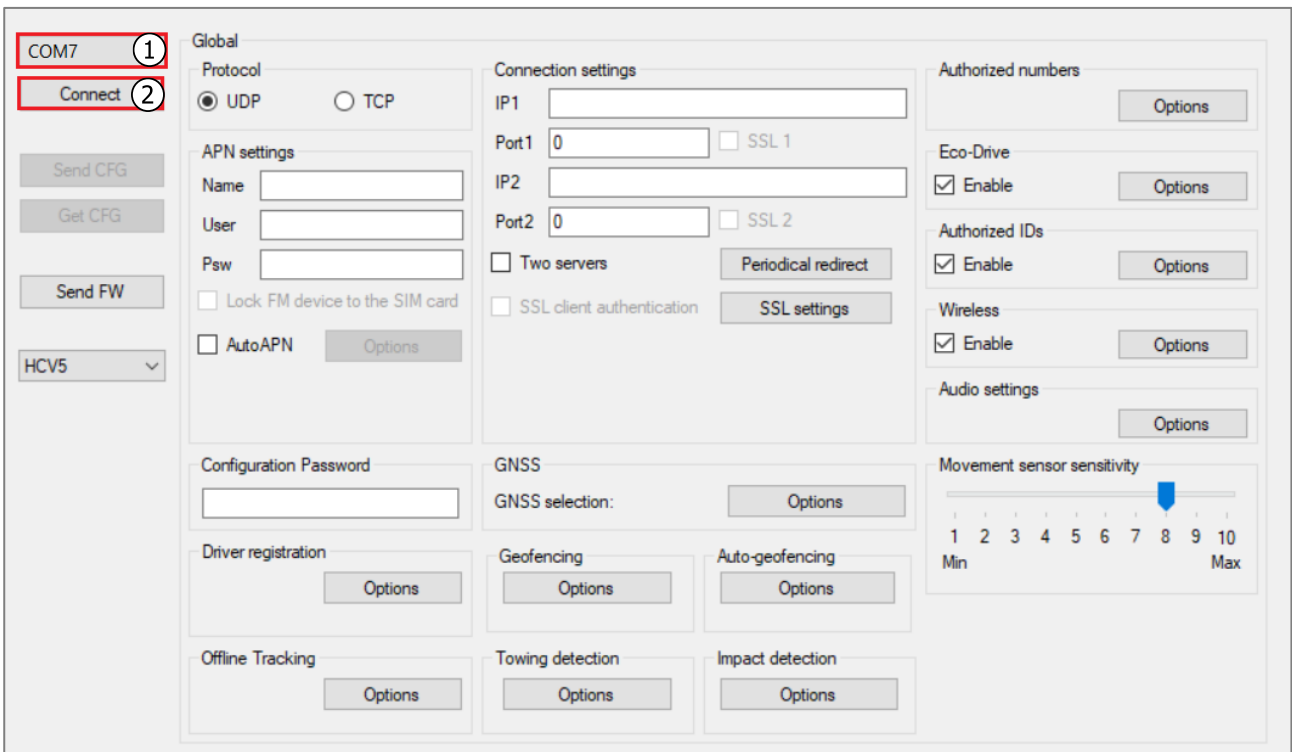 COM7 1
Connect 2
Send CFG
Get CFG
Send FW
HCV5
Global
Protocol
UDP TCP
APN settings
Name
User
Psw
Lock FM device to the SIM card
AutoAPN Options
Connection settings
IP1
Port1 0 SSL 1
IP2
Port2 0 SSL 2
Two servers Periodical redirect
SSL client authentication SSL settings
Authorized numbers
Options
Eco-Drive
Enable Options
Authorized IDs
Enable Options
Wireless
Enable Options
Audio settings
Options
Configuration Password
GNSS
GNSS selection: Options
Movement sensor sensitivity
1 2 3 4 5 6 7 8 9 10
Min Max
Driver registration
Options
Geofencing
Options
Auto-geofencing
Options
Offline Tracking
Options
Towing detection
Options
Impact detection
Options